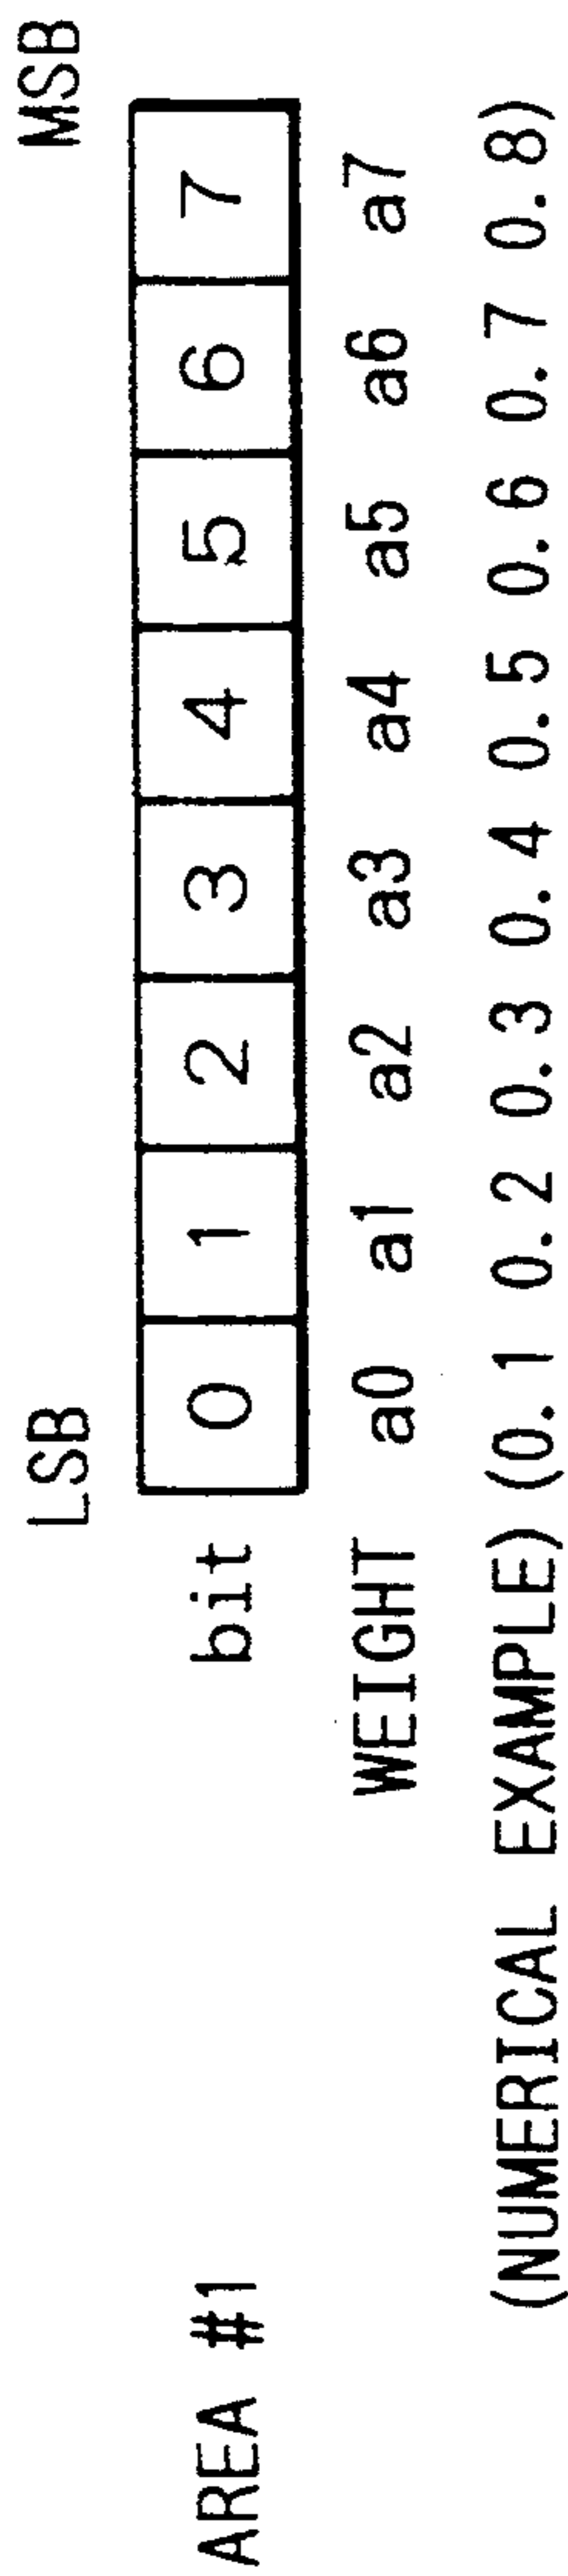 LSB MSB
AREA #1 bit 0 1 2 3 4 5 6 7
WEIGHT a0 a1 a2 a3 a4 a5 a6 a7
(NUMERICAL EXAMPLE) (0.1 0.2 0.3 0.4 0.5 0.6 0.7 0.8)